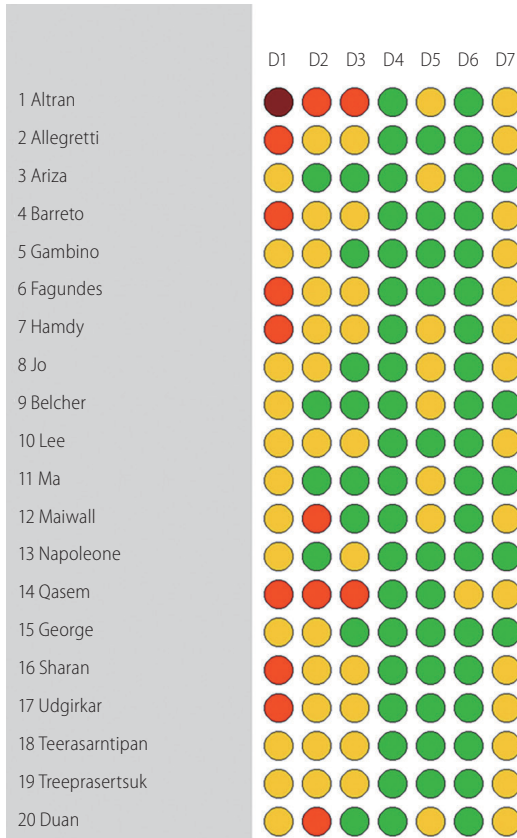 D1 D2 D3 D4 D5 D6 D7
1 Altran
2 Allegretti
3 Ariza
4 Barreto
5 Gambino
6 Fagundes
7 Hamdy
8 Jo
9 Belcher
10 Lee
11 Ma
12 Maiwall
13 Napoleone
14 Qasem
15 George
16 Sharan
17 Udgirkar
18 Teerasarntipan
19 Treeprasertsuk
20 Duan